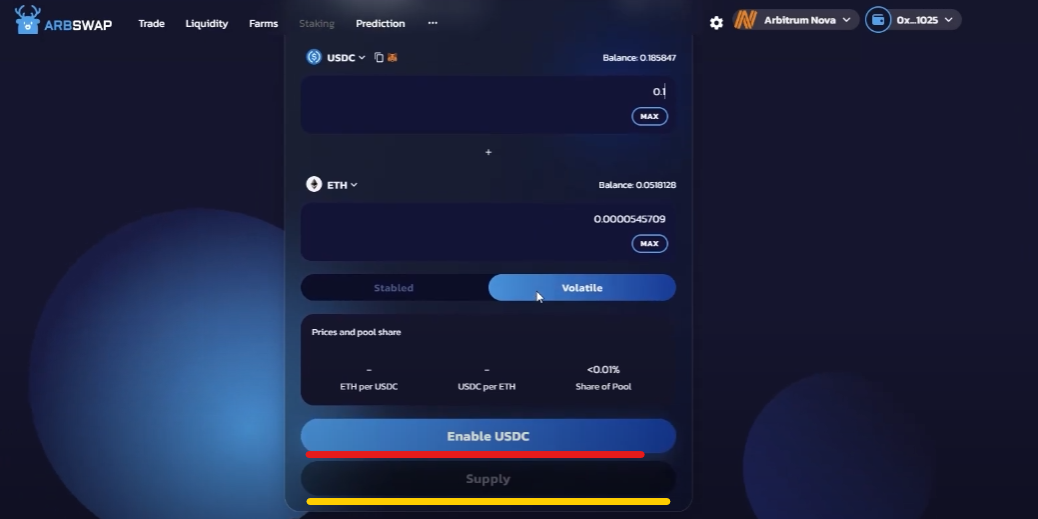 ARBSWAP Trade Liquidity Farms Staking Prediction ··· Arbitrum Nova 0x...1025
USDC Balance: 0.185847
0.1
MAX
+
ETH Balance: 0.0518128
0.0000545709
MAX
Stabled Volatile
Prices and pool share
- - <0.01%
ETH per USDC USDC per ETH Share of Pool
Enable USDC
Supply